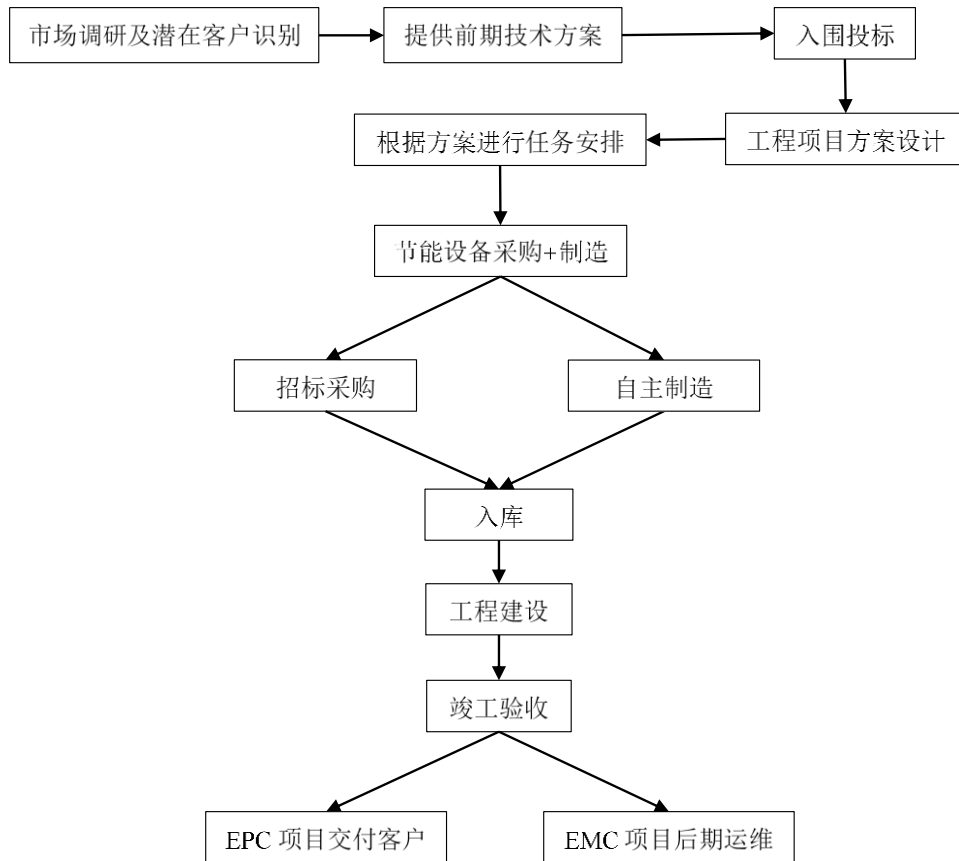 市场调研及潜在客户识别
提供前期技术方案
入围投标
工程项目方案设计
根据方案进行任务安排
节能设备采购+制造
招标采购
自主制造
入库
工程建设
竣工验收
EPC 项目交付客户
EMC 项目后期运维